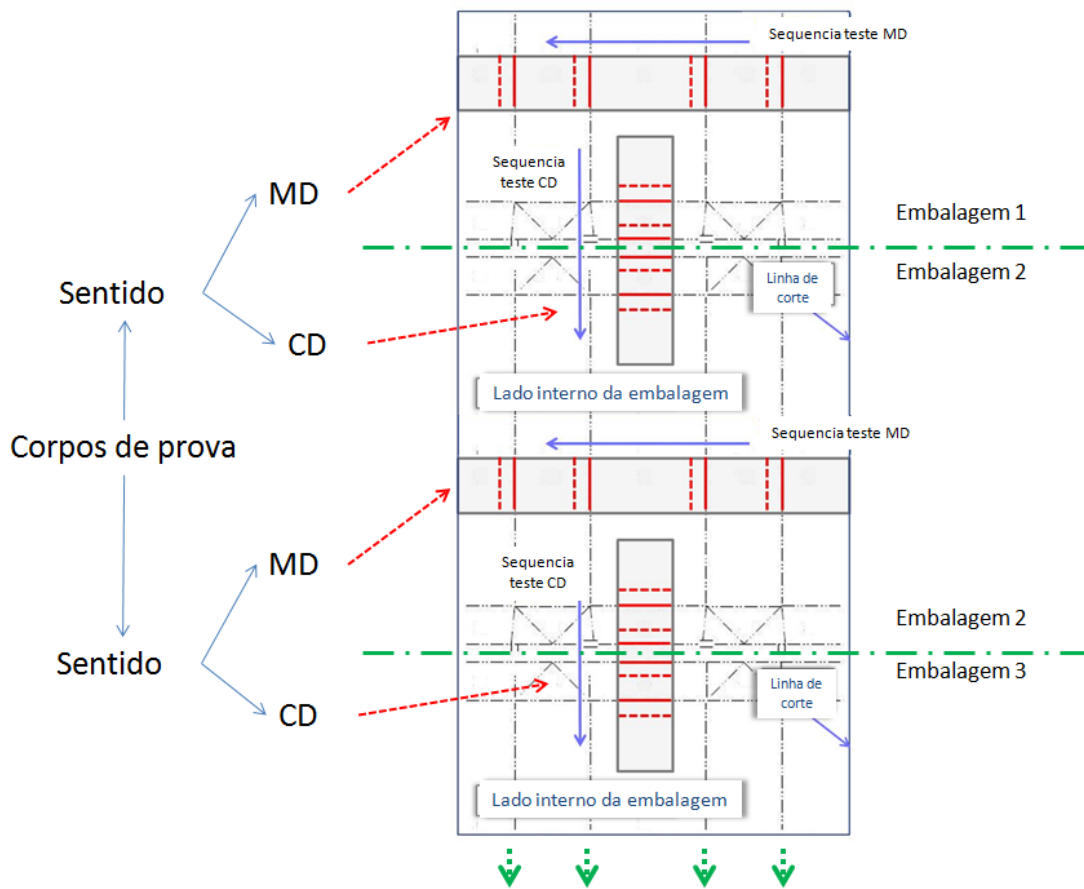 Sequencia teste MD
MD
Sequencia
teste CD
Embalagem 1
Sentido
Embalagem 2
Linha de
corte
CD
Lado interno da embalagem
Corpos de prova
Sequencia teste MD
MD
Sequencia
teste CD
Embalagem 2
Sentido
Embalagem 3
Linha de
corte
CD
Lado interno da embalagem